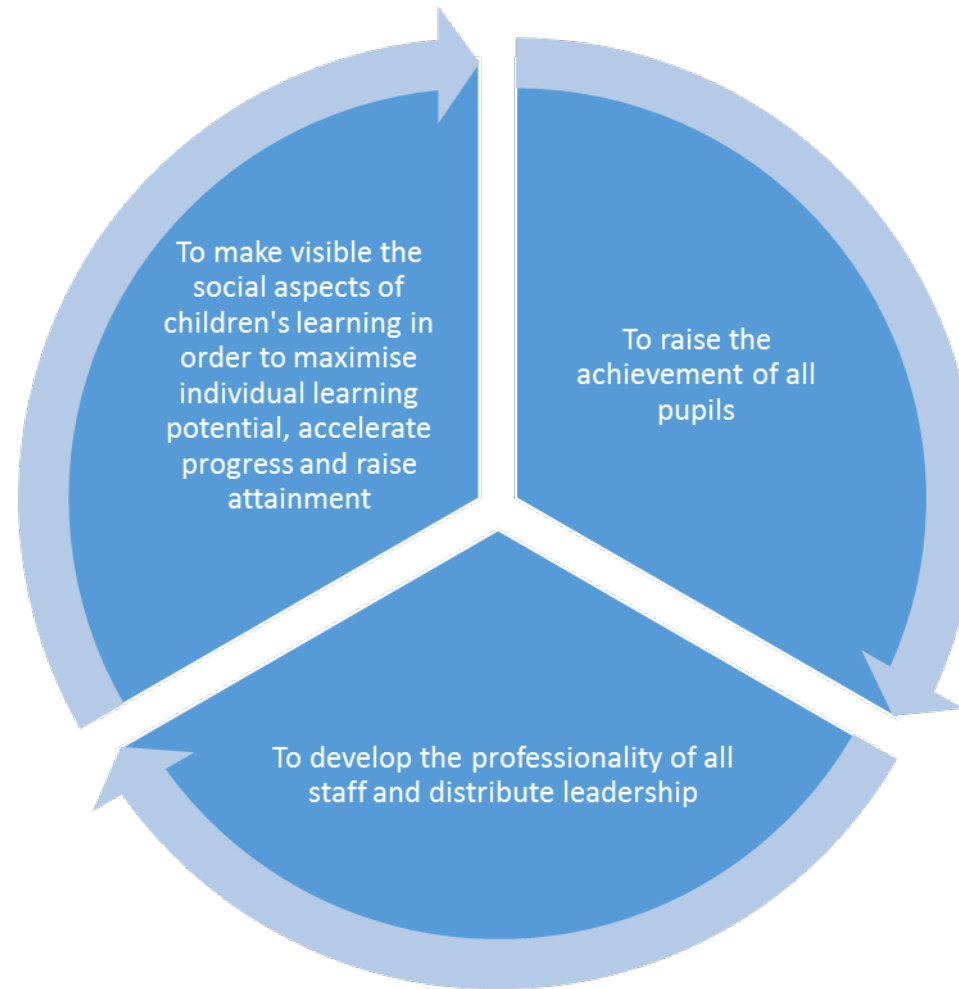 To make visible the
social aspects of
children's learning in
order to maximise
individual learning
potential, accelerate
progress and raise
attainment
To raise the
achievement of all
pupils
To develop the professionality of all
staff and distribute leadership